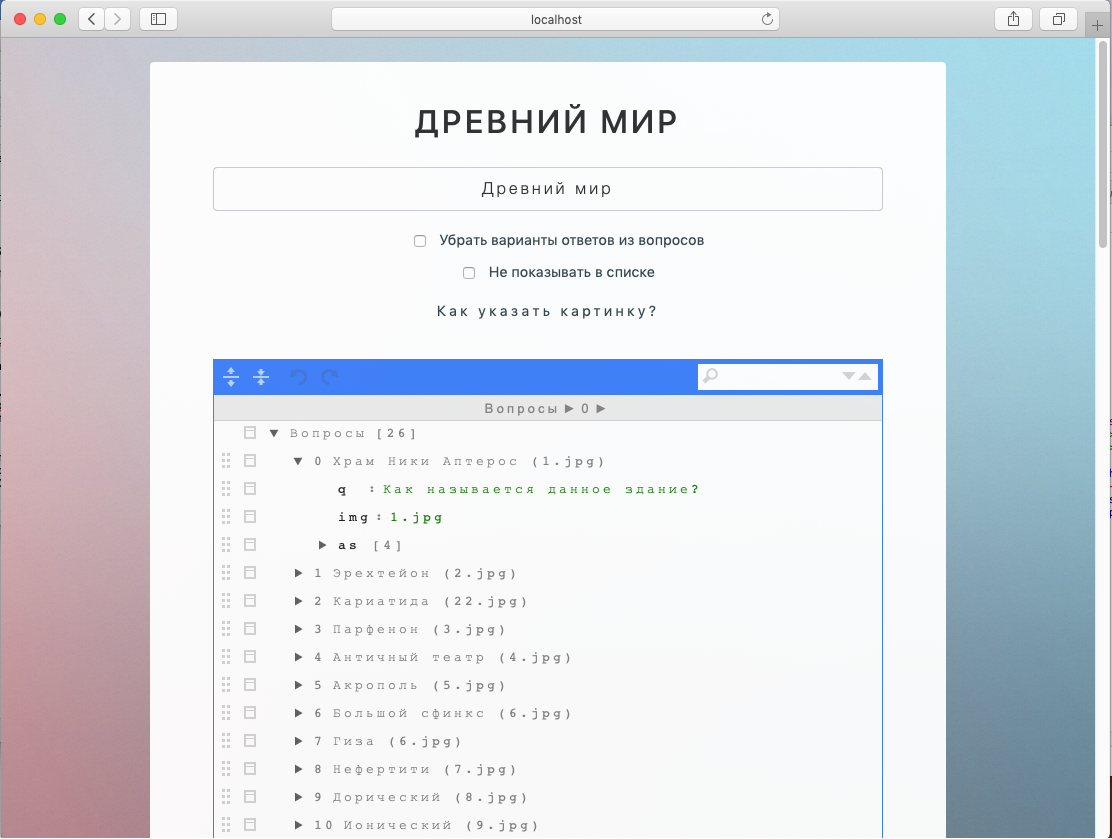 localhost
ДРЕВНИЙ МИР
Древний мир
Убрать варианты ответов из вопросов
Не показывать в списке
Как указать картинку?
Вопросы ► 0 ►
▼ Вопросы [26]
▼ 0 Храм Ники Аптерос (1.jpg)
q : Как называется данное здание?
img : 1.jpg
► as [4]
► 1 Эрехтейон (2.jpg)
► 2 Кариатида (22.jpg)
► 3 Парфенон (3.jpg)
► 4 Античный театр (4.jpg)
► 5 Акрополь (5.jpg)
► 6 Большой сфинкс (6.jpg)
► 7 Гиза (6.jpg)
► 8 Нефертити (7.jpg)
► 9 Дорический (8.jpg)
► 10 Ионический (9.jpg)